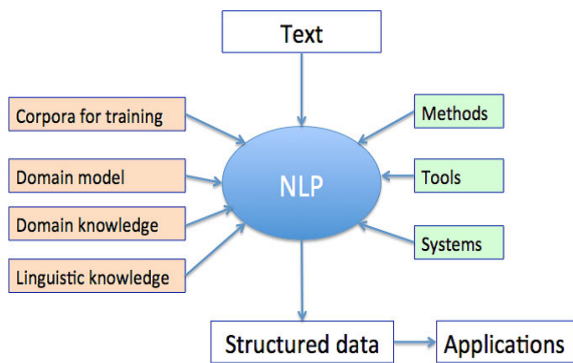 Text
Corpora for training
Domain model
Domain knowledge
Linguistic knowledge
NLP
Methods
Tools
Systems
Structured data
Applications